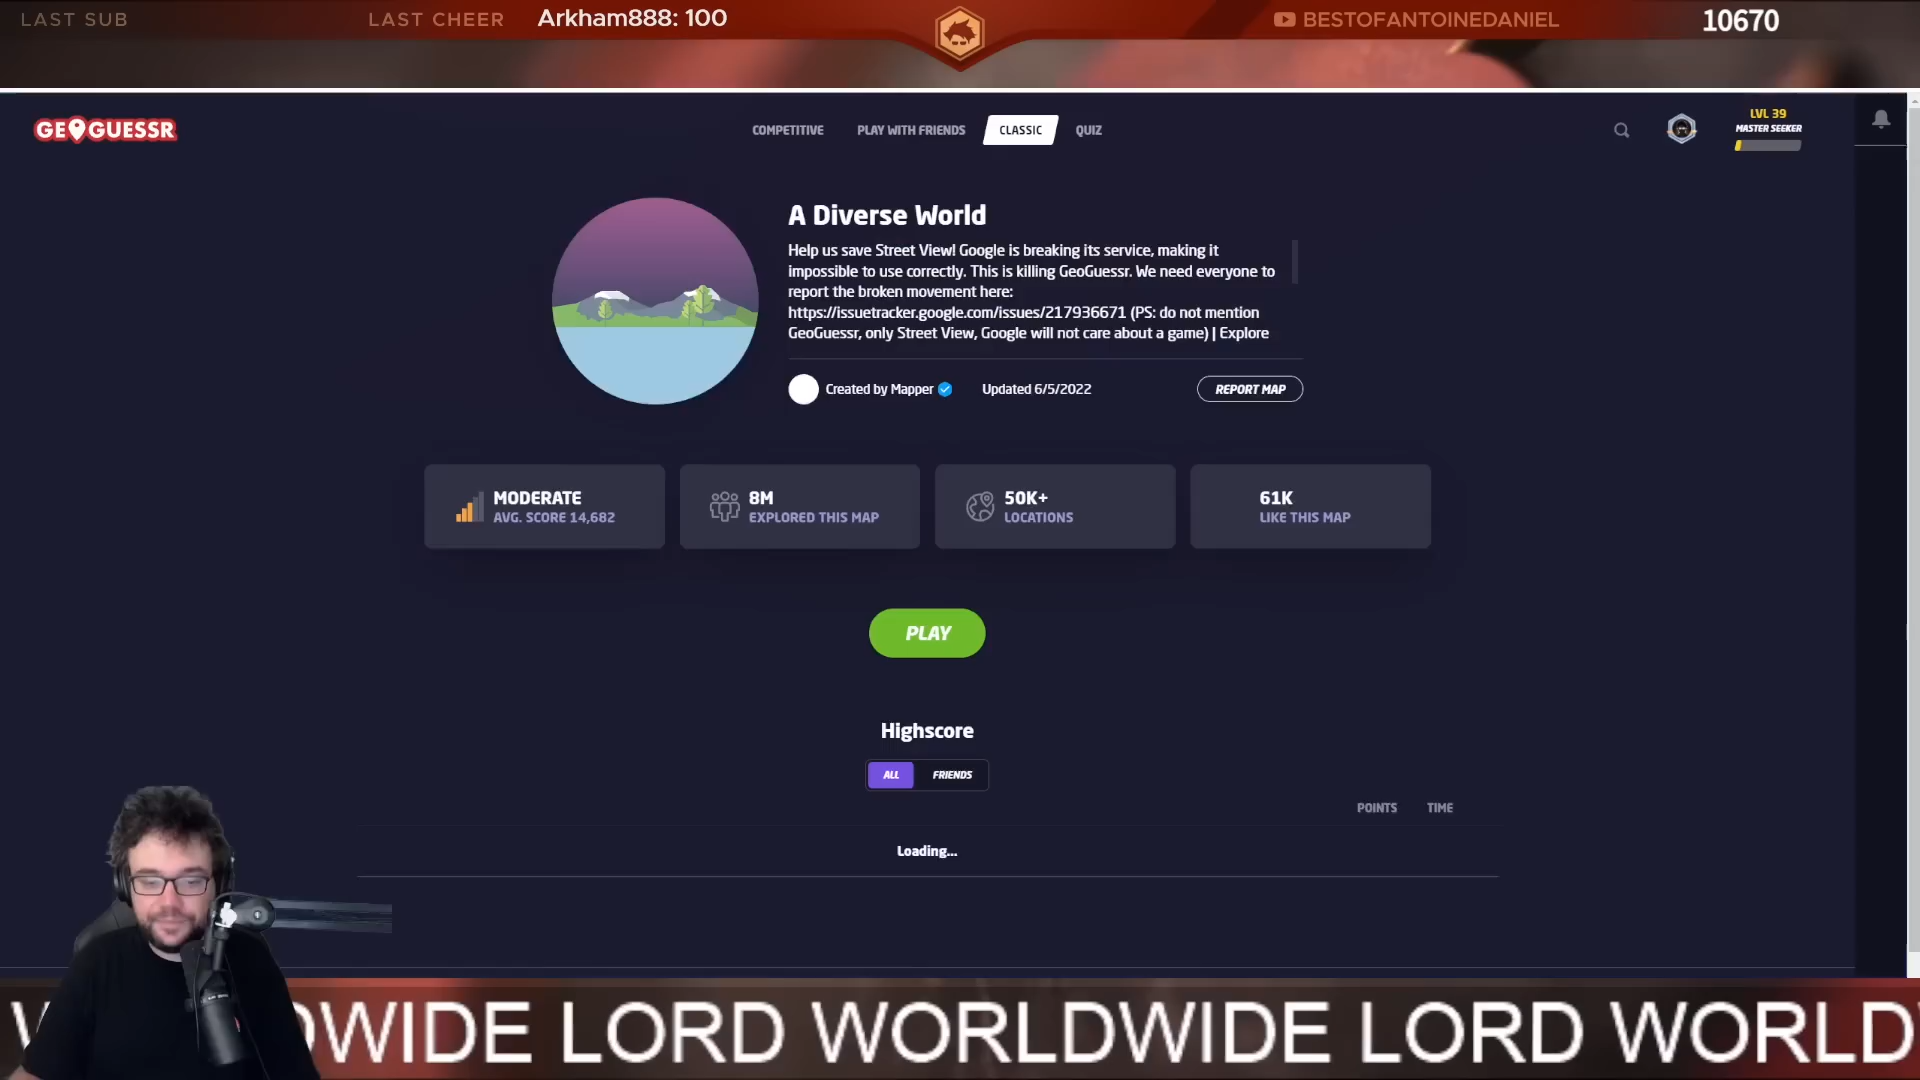 LAST SUB
LAST CHEER
Arkham888: 100
BESTOFANTOINEDANIEL
10670
GEOGUESSR
COMPETITIVE
PLAY WITH FRIENDS
CLASSIC
QUIZ
LVL 39
MASTER SEEKER
A Diverse World
Help us save Street View! Google is breaking its service, making it
impossible to use correctly. This is killing GeoGuessr. We need everyone to
report the broken movement here:
https://issuetracker.google.com/issues/217936671 (PS: do not mention
GeoGuessr, only Street View, Google will not care about a game) | Explore
Created by Mapper
Updated 6/5/2022
REPORT MAP
MODERATE
AVG. SCORE 14,682
8M
EXPLORED THIS MAP
50K+
LOCATIONS
61K
LIKE THIS MAP
PLAY
Highscore
ALL
FRIENDS
POINTS
TIME
Loading...
DWIDE LORD WORLDWIDE LORD WORLD